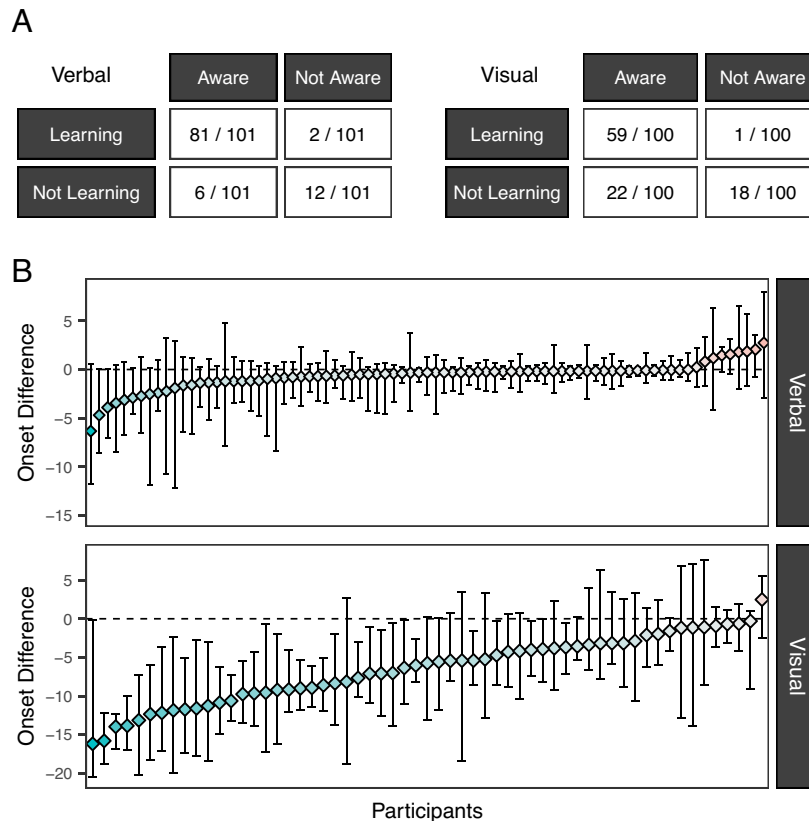 A
Verbal Aware Not Aware Visual Aware Not Aware
Learning 81 / 101 2 / 101 Learning 59 / 100 1 / 100
Not Learning 6 / 101 12 / 101 Not Learning 22 / 100 18 / 100
B
Onset Difference
5
0
−5
−10
−15
Verbal
Onset Difference
5
0
−5
−10
−15
−20
Visual
Participants